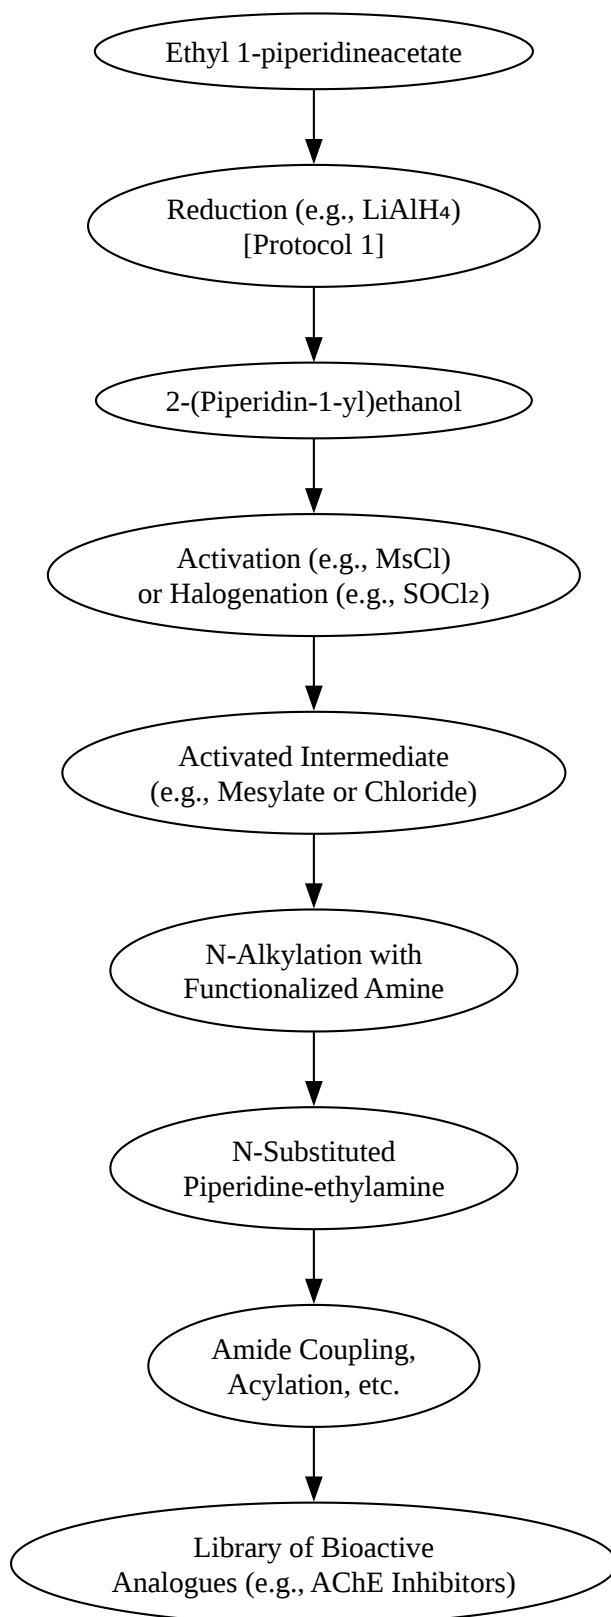 Ethyl 1-piperidineacetate
Reduction (e.g., LiAlH₄)
[Protocol 1]
2-(Piperidin-1-yl)ethanol
Activation (e.g., MsCl)
or Halogenation (e.g., SOCl₂)
Activated Intermediate
(e.g., Mesylate or Chloride)
N-Alkylation with
Functionalized Amine
N-Substituted
Piperidine-ethylamine
Amide Coupling,
Acylation, etc.
Library of Bioactive
Analogues (e.g., AChE Inhibitors)